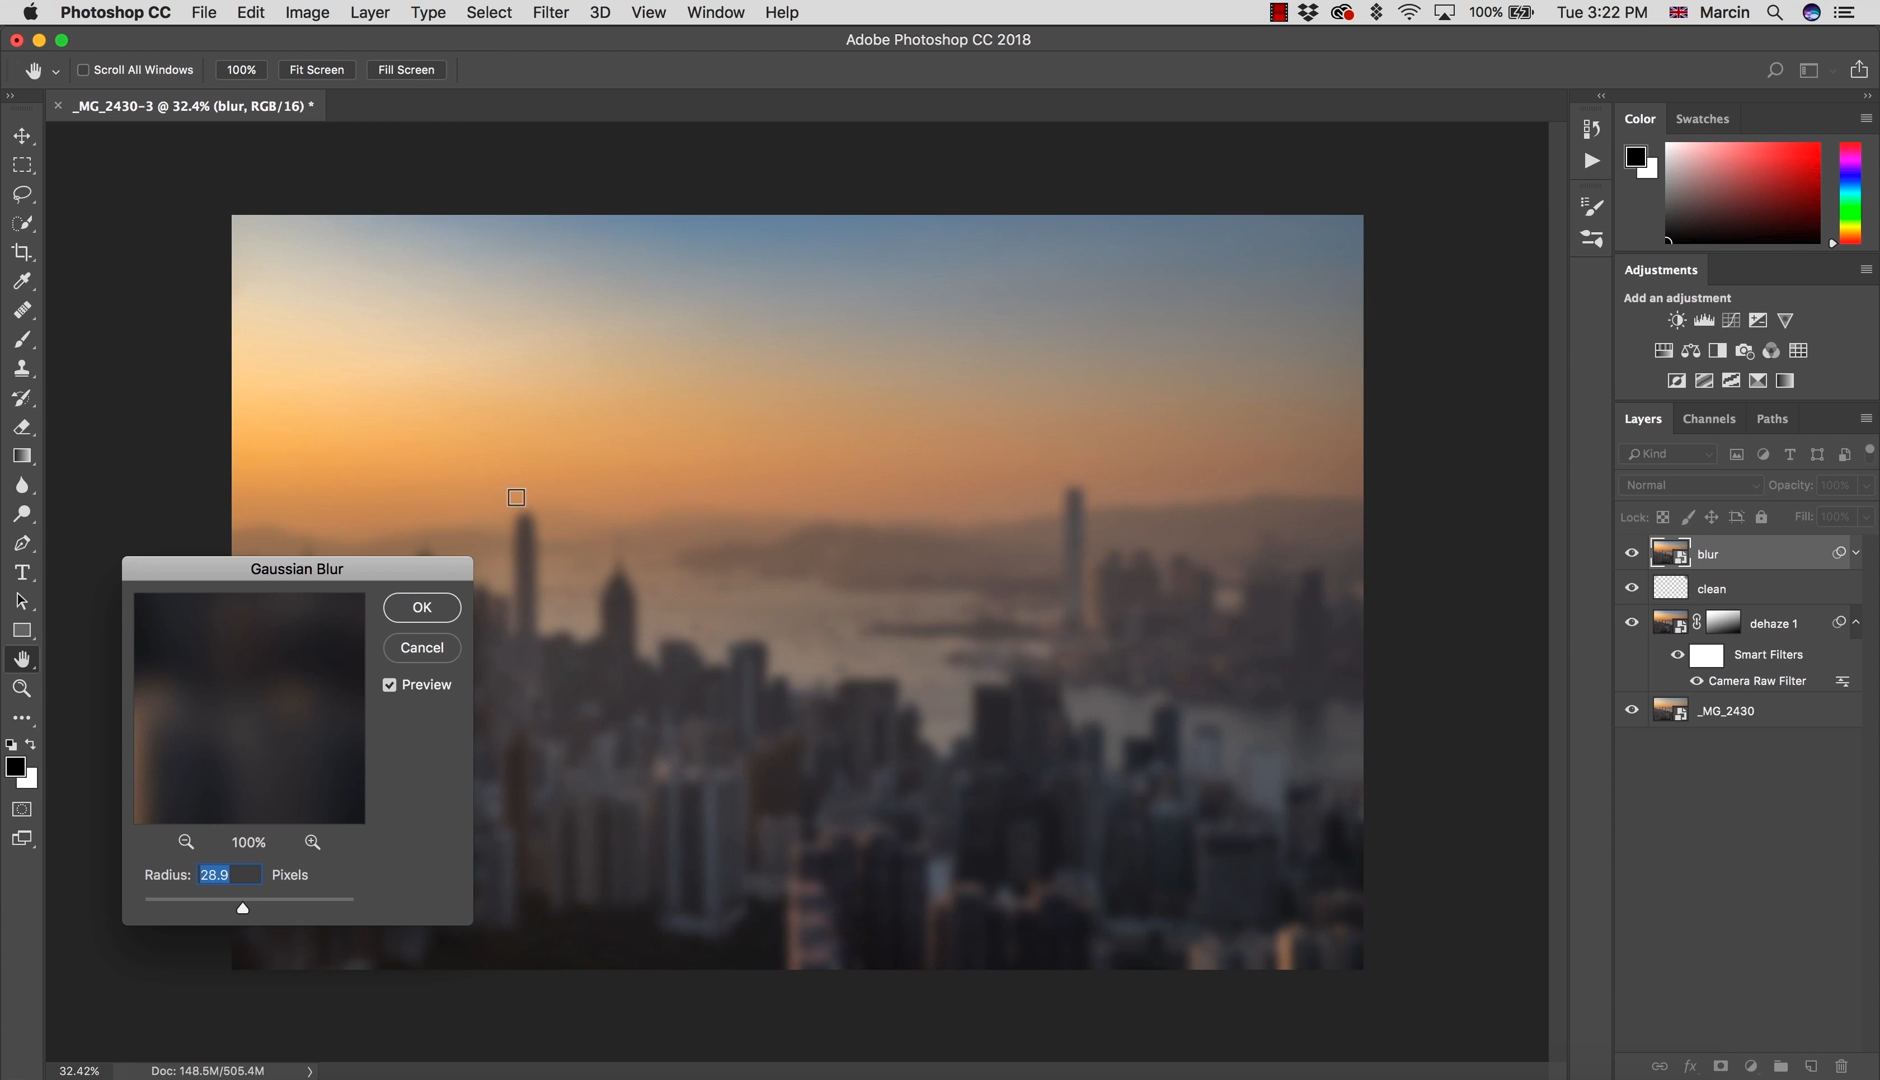 Photoshop CC File Edit Image Layer Type Select Filter 3D View Window Help 100% Tue 3:22 PM Marcin
Adobe Photoshop CC 2018
Scroll All Windows 100% Fit Screen Fill Screen
_MG_2430-3 @ 32.4% (blur, RGB/16) *
Color Swatches
Adjustments
Add an adjustment
Layers Channels Paths
Kind
Normal Opacity: 100%
Lock: Fill: 100%
blur
clean
dehaze 1
Smart Filters
Camera Raw Filter
_MG_2430
Gaussian Blur
OK
Cancel
Preview
100%
Radius: 28.9 Pixels
32.42% Doc: 148.5M/505.4M